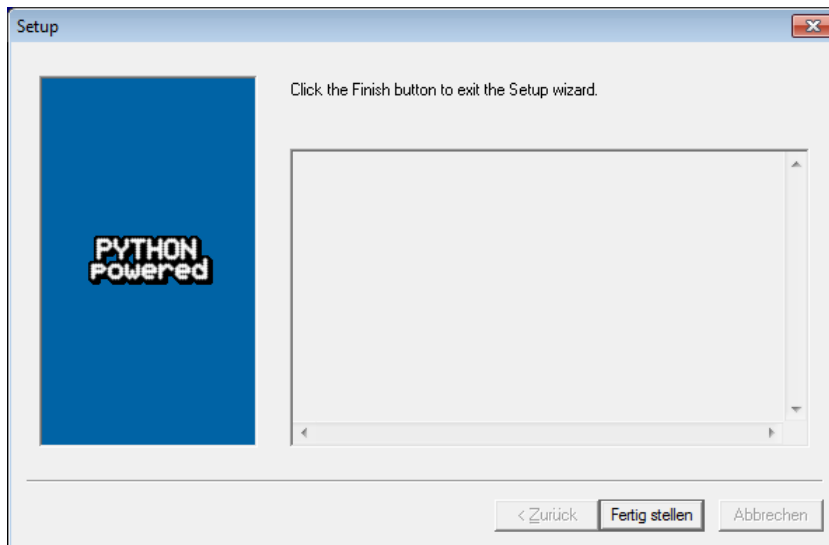 Setup
Click the Finish button to exit the Setup wizard.
PYTHON
powered
< Zurück
Fertig stellen
Abbrechen